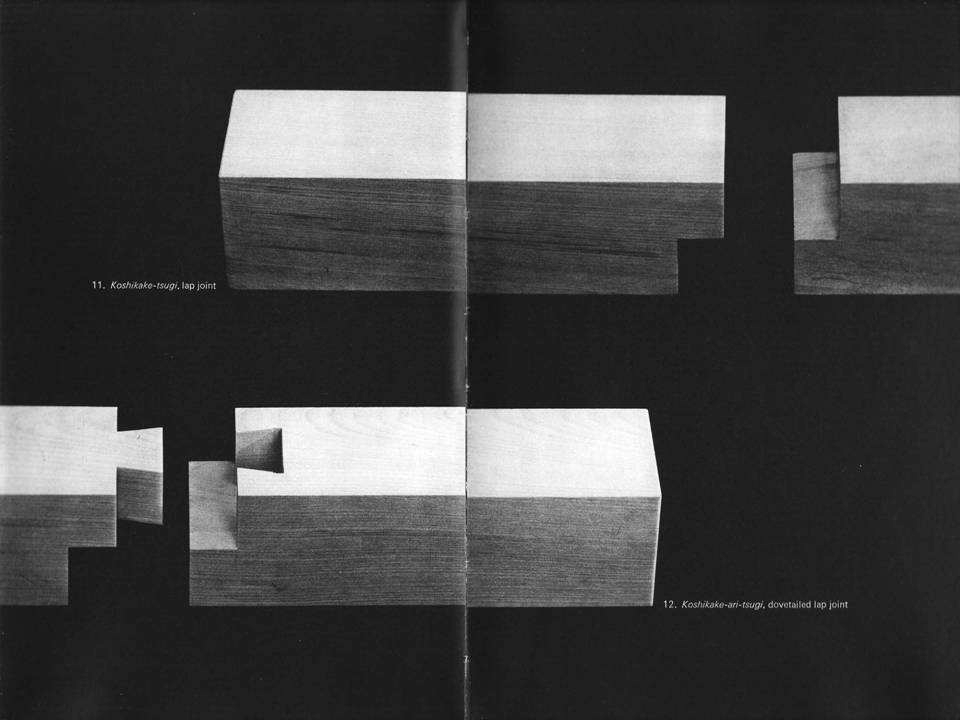 11. Koshikake-tsugi, lap joint
12. Koshikake-ari-tsugi, dovetailed lap joint